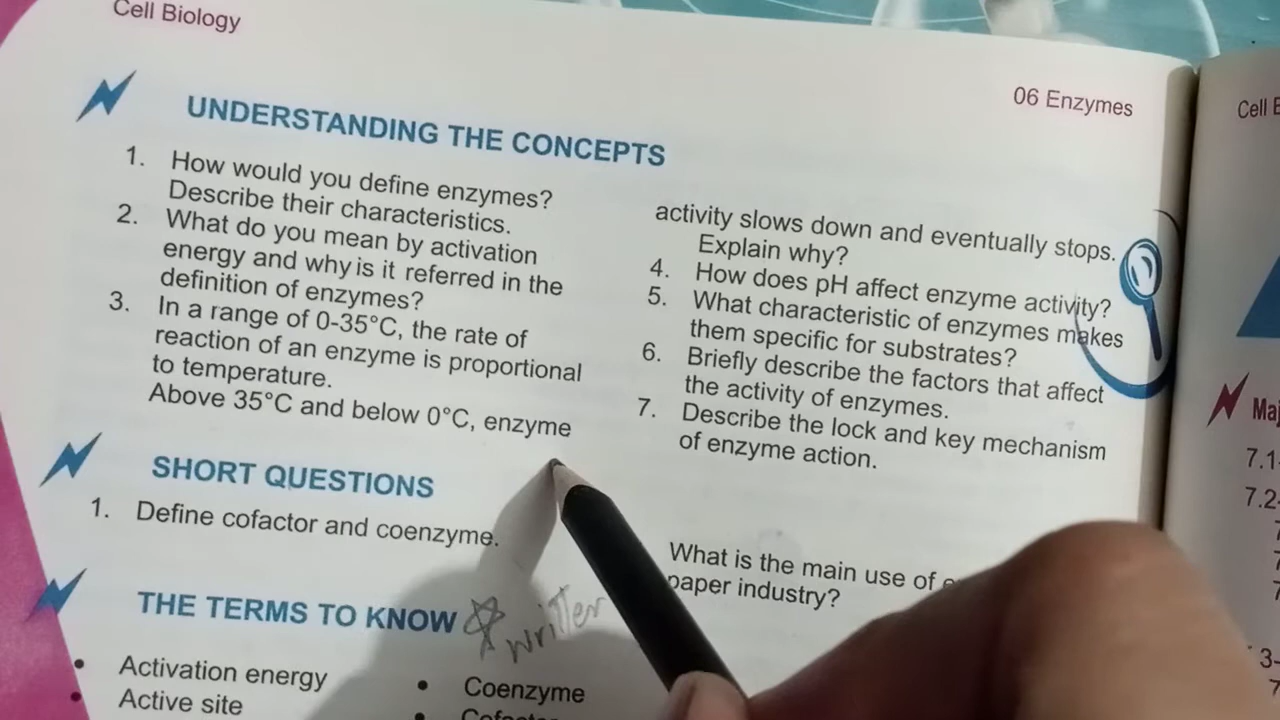 Cell Biology
06 Enzymes
UNDERSTANDING THE CONCEPTS
1. How would you define enzymes?
Describe their characteristics.
2. What do you mean by activation
energy and why is it referred in the
definition of enzymes?
3. In a range of 0-35°C, the rate of
reaction of an enzyme is proportional
to temperature.
Above 35°C and below 0°C, enzyme
activity slows down and eventually stops.
Explain why?
4. How does pH affect enzyme activity?
5. What characteristic of enzymes makes
them specific for substrates?
6. Briefly describe the factors that affect
the activity of enzymes.
7. Describe the lock and key mechanism
of enzyme action.
SHORT QUESTIONS
1. Define cofactor and coenzyme.
What is the main use of
paper industry?
THE TERMS TO KNOW
written
• Activation energy
• Active site
• Coenzyme
Cell
7.1
7.2